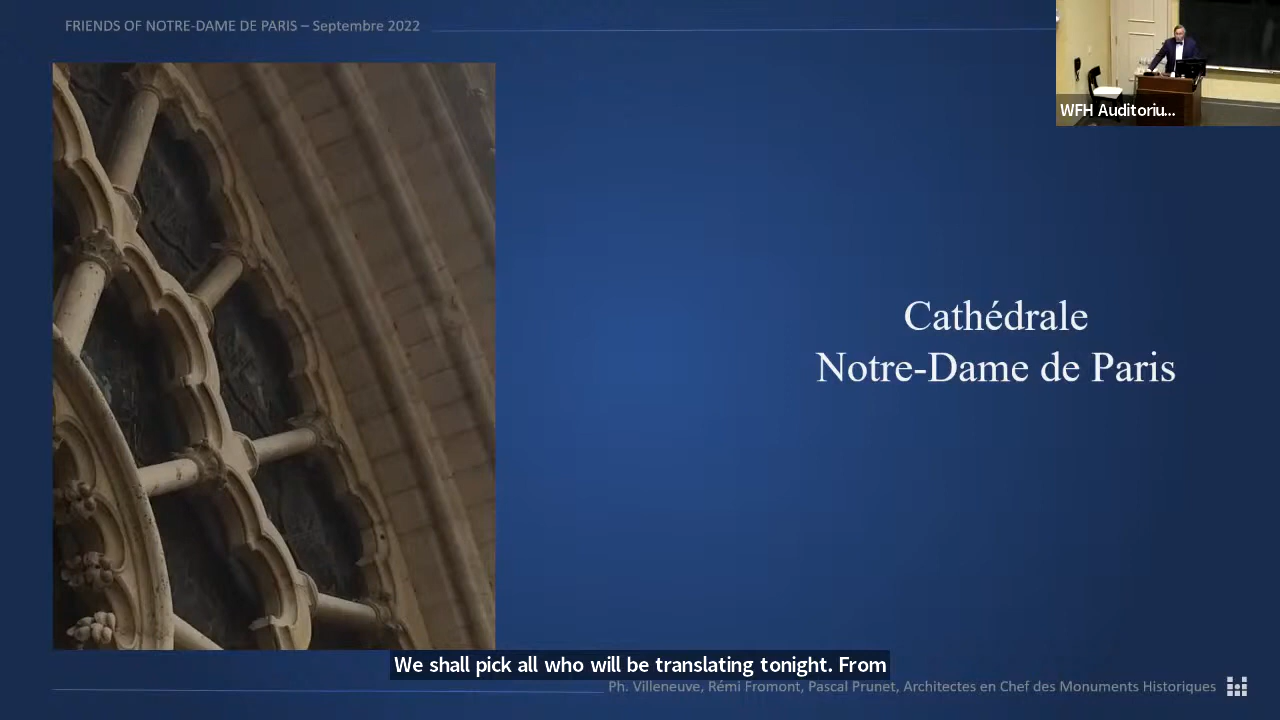 FRIENDS OF NOTRE-DAME DE PARIS – Septembre 2022
WFH Auditoriu...
Cathédrale
Notre-Dame de Paris
We shall pick all who will be translating tonight. From
Ph. Villeneuve, Rémi Fromont, Pascal Prunet, Architectes en Chef des Monuments Historiques